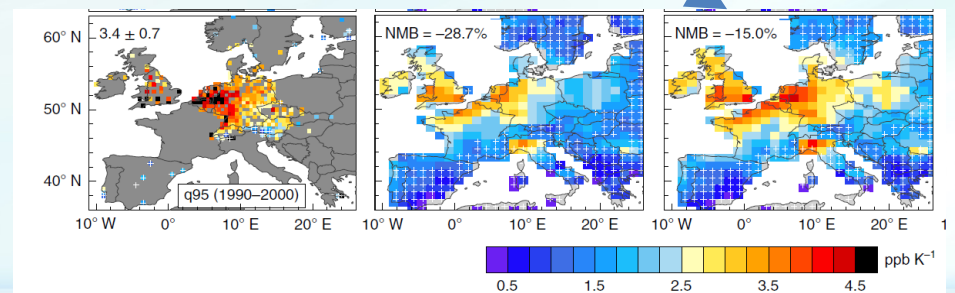 60° N
50° N
40° N
3.4 ± 0.7
q95 (1990–2000)
10° W 0° 10° E 20° E
NMB = −28.7%
10° W 0° 10° E 20° E
NMB = −15.0%
10° W 0° 10° E 20° E
1
ppb K⁻¹
0.5 1.5 2.5 3.5 4.5